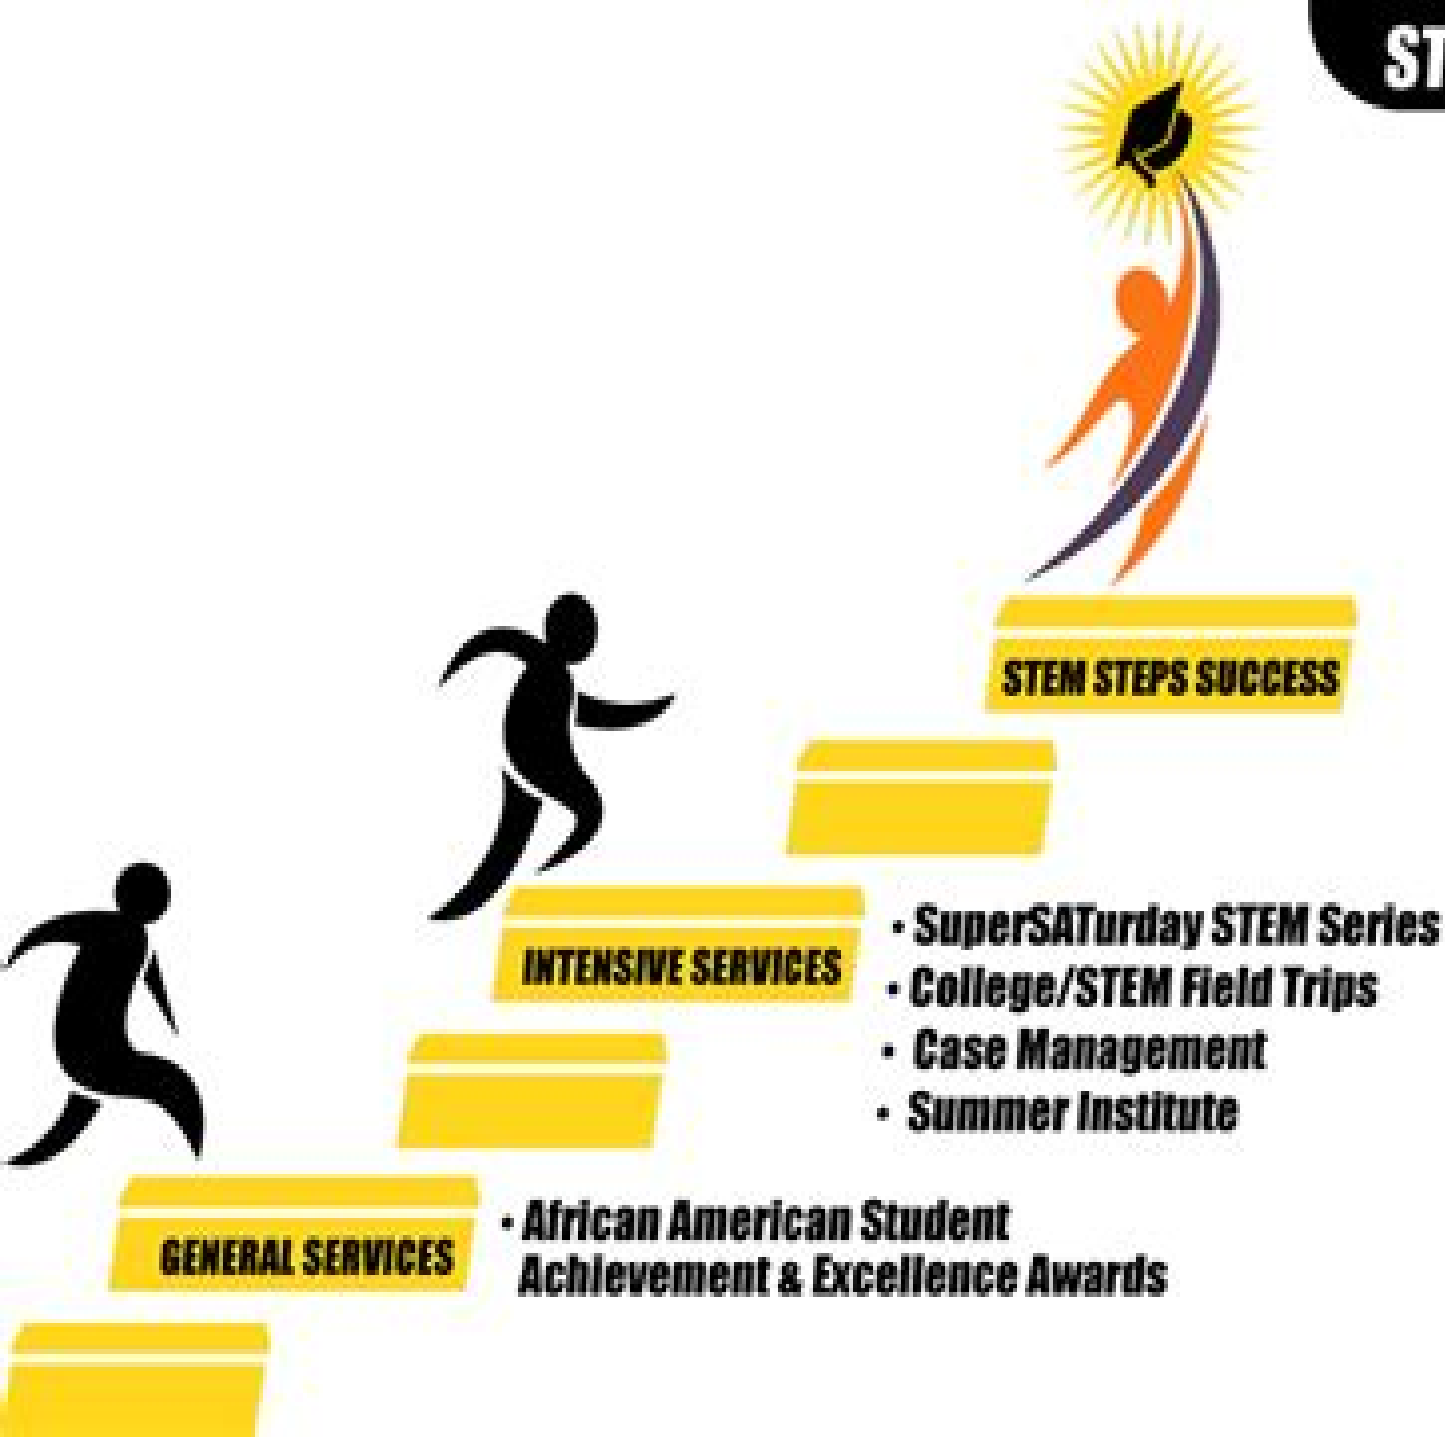 ST
STEM STEPS SUCCESS
INTENSIVE SERVICES
• SuperSATurday STEM Series
• College/STEM Field Trips
• Case Management
• Summer Institute
GENERAL SERVICES
• African American Student
Achievement & Excellence Awards